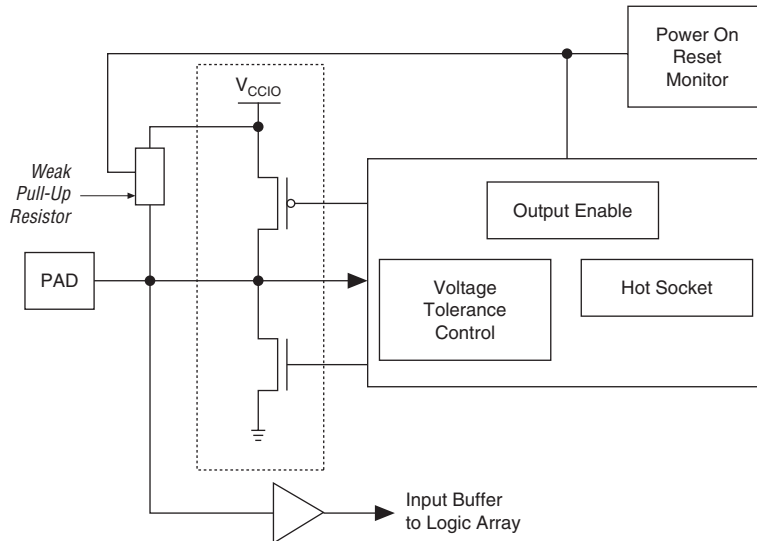 Power On
Reset
Monitor
V_CCIO
Weak
Pull-Up
Resistor
Output Enable
PAD
Voltage
Tolerance
Control
Hot Socket
Input Buffer
to Logic Array